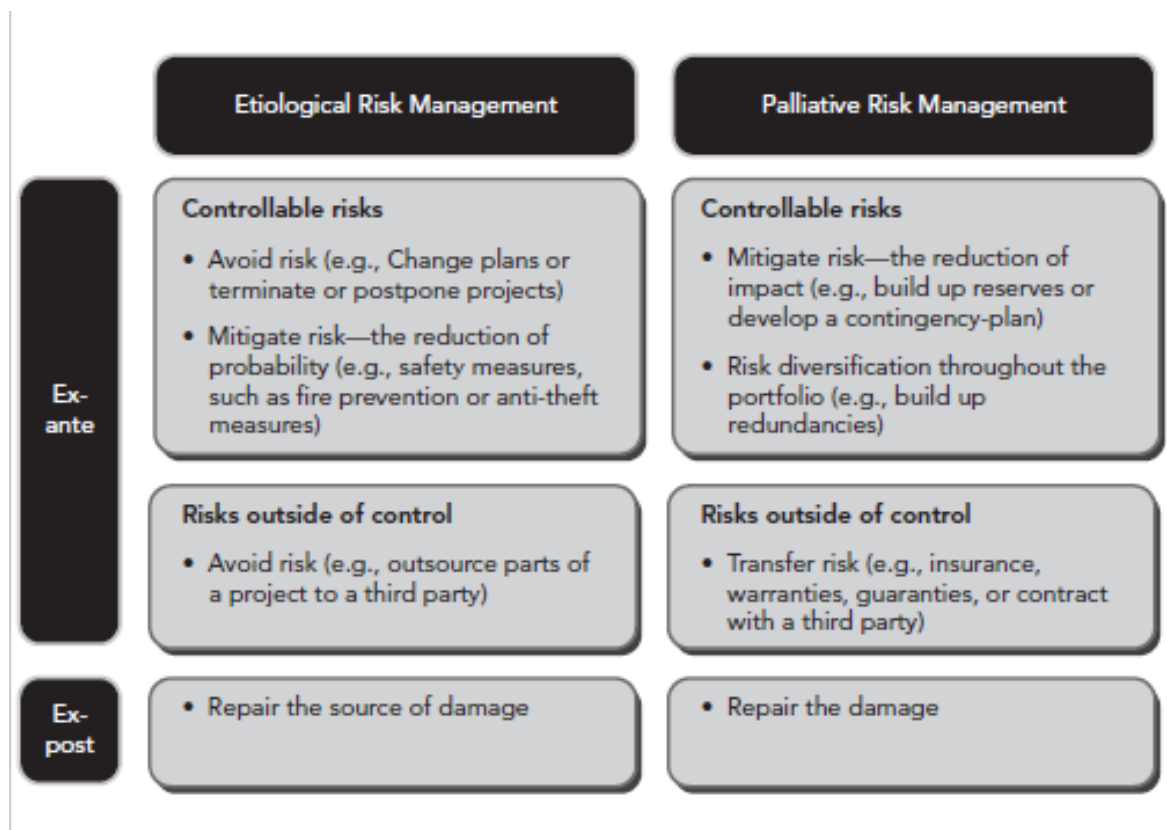 Etiological Risk Management
Palliative Risk Management
Ex-
ante
Controllable risks
• Avoid risk (e.g., Change plans or
terminate or postpone projects)
• Mitigate risk—the reduction of
probability (e.g., safety measures,
such as fire prevention or anti-theft
measures)
Controllable risks
• Mitigate risk—the reduction of
impact (e.g., build up reserves or
develop a contingency-plan)
• Risk diversification throughout the
portfolio (e.g., build up
redundancies)
Risks outside of control
• Avoid risk (e.g., outsource parts of
a project to a third party)
Risks outside of control
• Transfer risk (e.g., insurance,
warranties, guaranties, or contract
with a third party)
Ex-
post
• Repair the source of damage
• Repair the damage